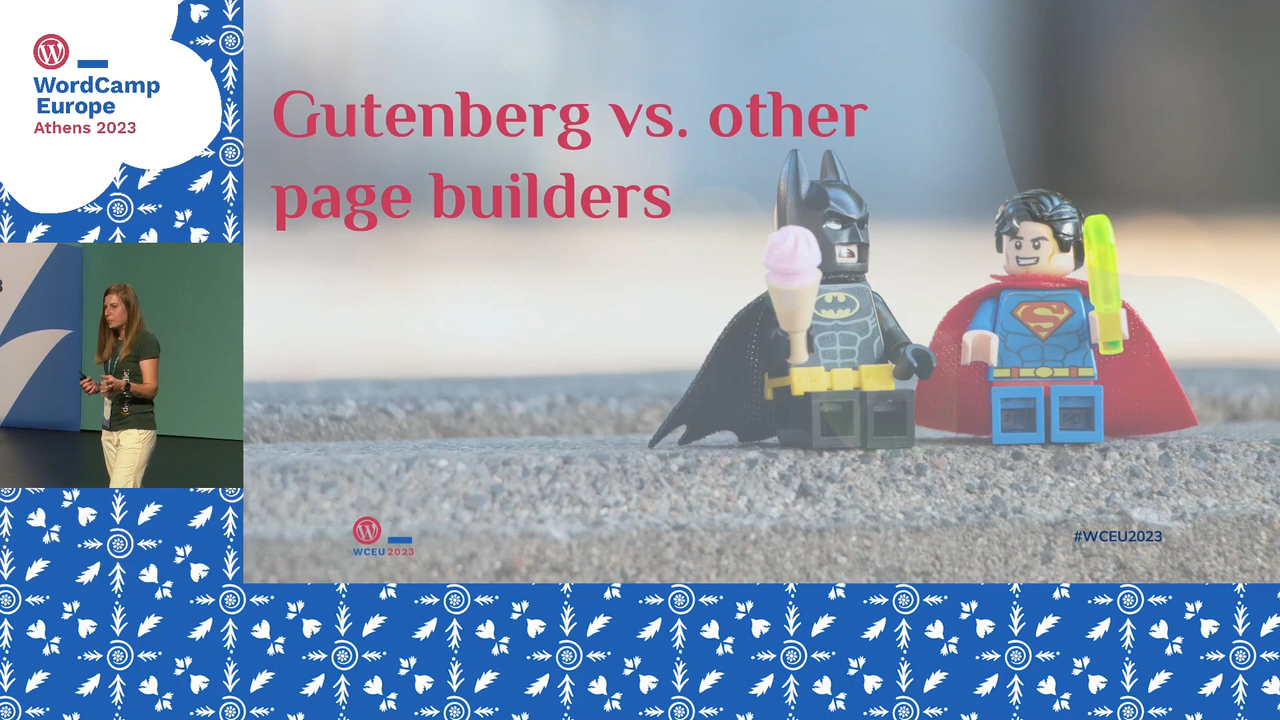 WordCamp
Europe
Athens 2023
Gutenberg vs. other
page builders
WCEU 2023
#WCEU2023